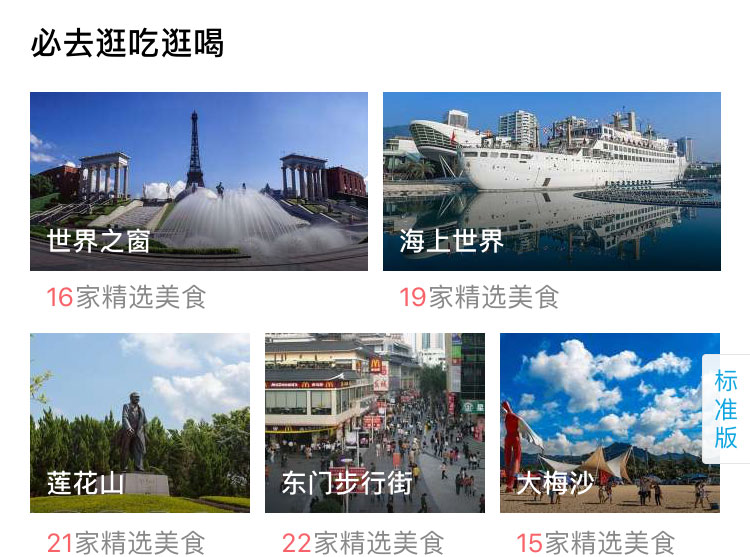 必去逛吃逛喝
世界之窗
海上世界
16家精选美食
19家精选美食
莲花山
东门步行街
大梅沙
标准版
21家精选美食
22家精选美食
15家精选美食